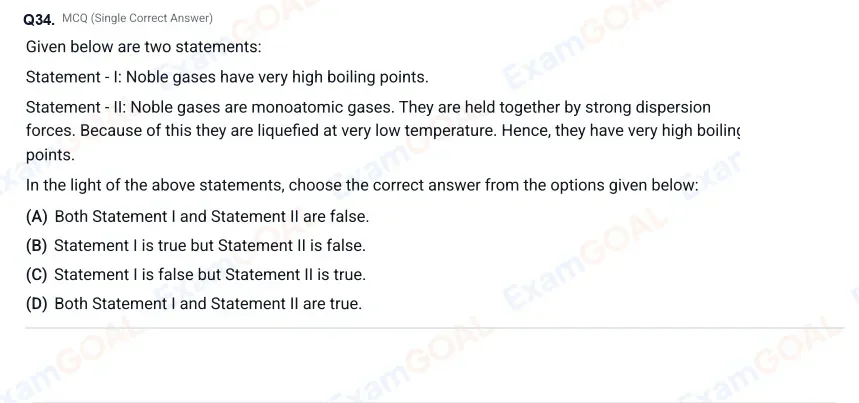 Q34. MCQ (Single Correct Answer)
Given below are two statements:
Statement - I: Noble gases have very high boiling points.
Statement - II: Noble gases are monoatomic gases. They are held together by strong dispersion
forces. Because of this they are liquefied at very low temperature. Hence, they have very high boiling
points.
In the light of the above statements, choose the correct answer from the options given below:
(A) Both Statement I and Statement II are false.
(B) Statement I is true but Statement II is false.
(C) Statement I is false but Statement II is true.
(D) Both Statement I and Statement II are true.
ExamGOAL
ExamGOAL
ExamGOAL